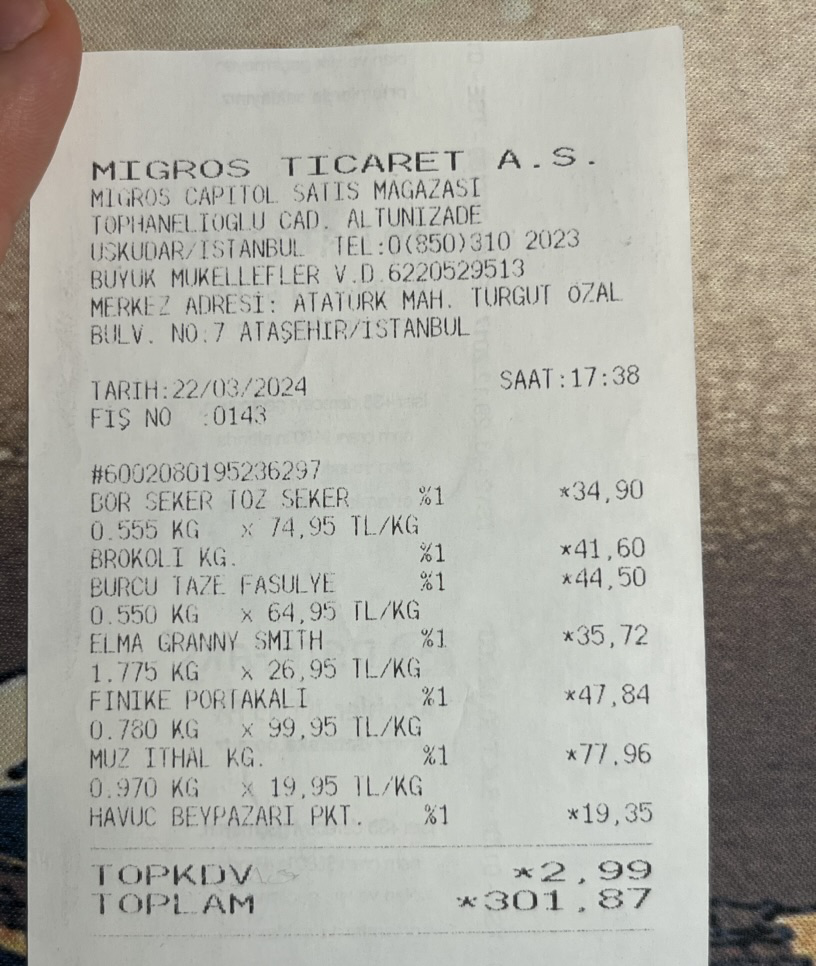 MIGROS TICARET A.S.
MIGROS CAPITOL SATIS MAGAZASI
TOPHANELIOGLU CAD. ALTUNIZADE
USKUDAR/ISTANBUL TEL:0(850)310 2023
BUYUK MUKELLEFLER V.D.6220529513
MERKEZ ADRESİ: ATATÜRK MAH. TURGUT ÖZAL
BULV. NO:7 ATAŞEHİR/İSTANBUL
TARIH:22/03/2024 SAAT:17:38
FİŞ NO :0143
#6002080195236297
BOR SEKER TOZ SEKER %1 *34,90
0.555 KG x 74,95 TL/KG
BROKOLI KG. %1 *41,60
BURCU TAZE FASULYE %1 *44,50
0.550 KG x 64,95 TL/KG
ELMA GRANNY SMITH %1 *35,72
1.775 KG x 26,95 TL/KG
FINIKE PORTAKALI %1 *47,84
0.780 KG x 99,95 TL/KG
MUZ ITHAL KG. %1 *77,96
0.970 KG x 19,95 TL/KG
HAVUC BEYPAZARI PKT. %1 *19,35
TOPKDV *2,99
TOPLAM *301,87